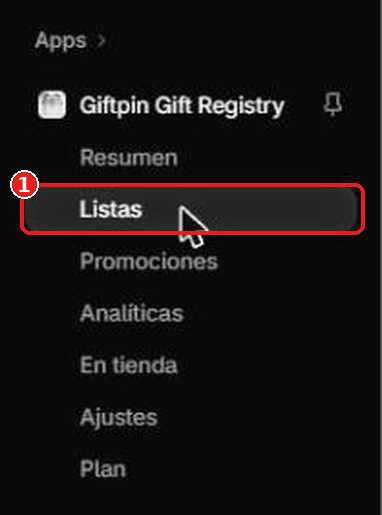 Apps >
Giftpin Gift Registry
Resumen
1
Listas
Promociones
Analíticas
En tienda
Ajustes
Plan